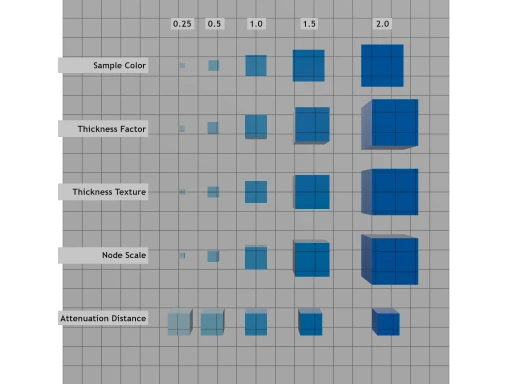 0.25 0.5 1.0 1.5 2.0
Sample Color
Thickness Factor
Thickness Texture
Node Scale
Attenuation Distance